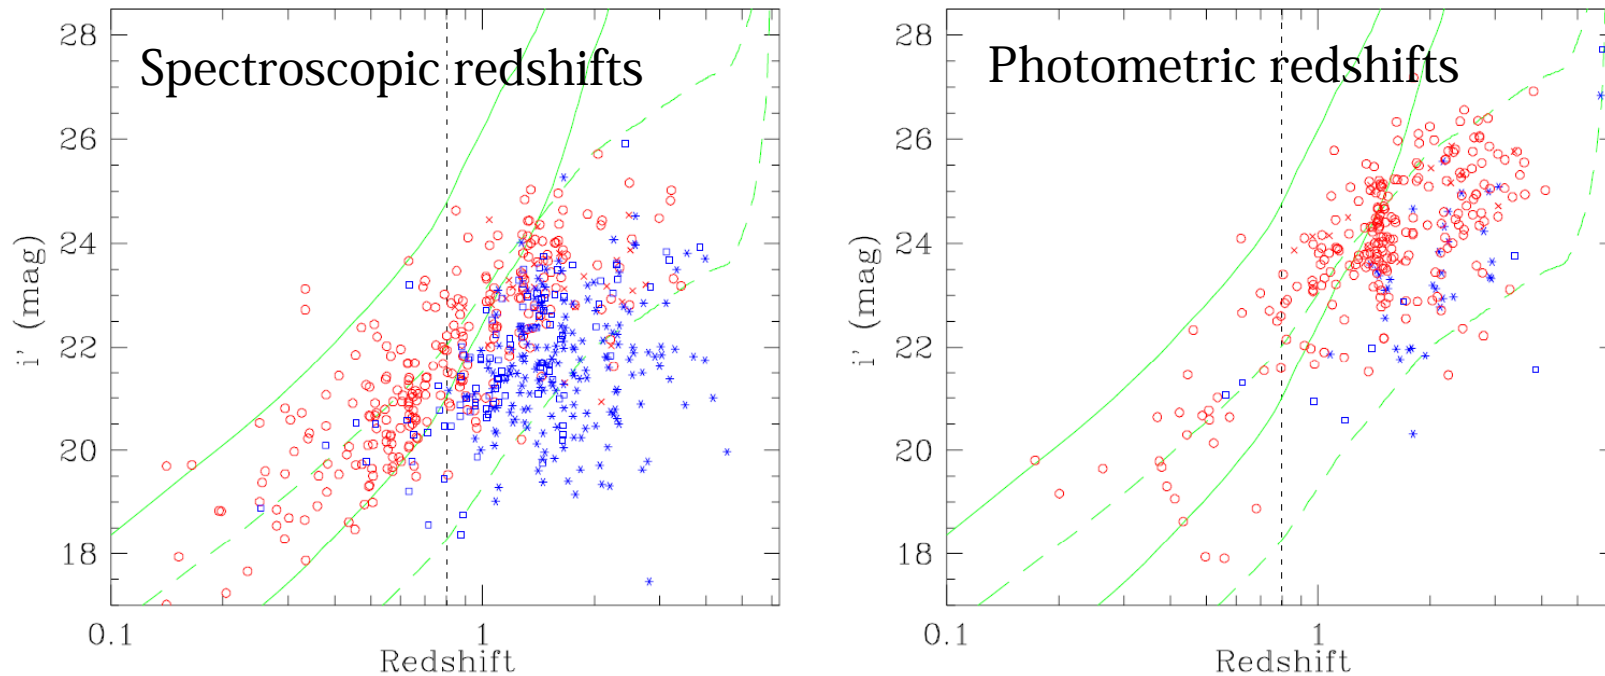 Spectroscopic redshifts
28
26
24
22
20
18
i' (mag)
0.1
1
Redshift
Photometric redshifts
28
26
24
22
20
18
i' (mag)
0.1
1
Redshift